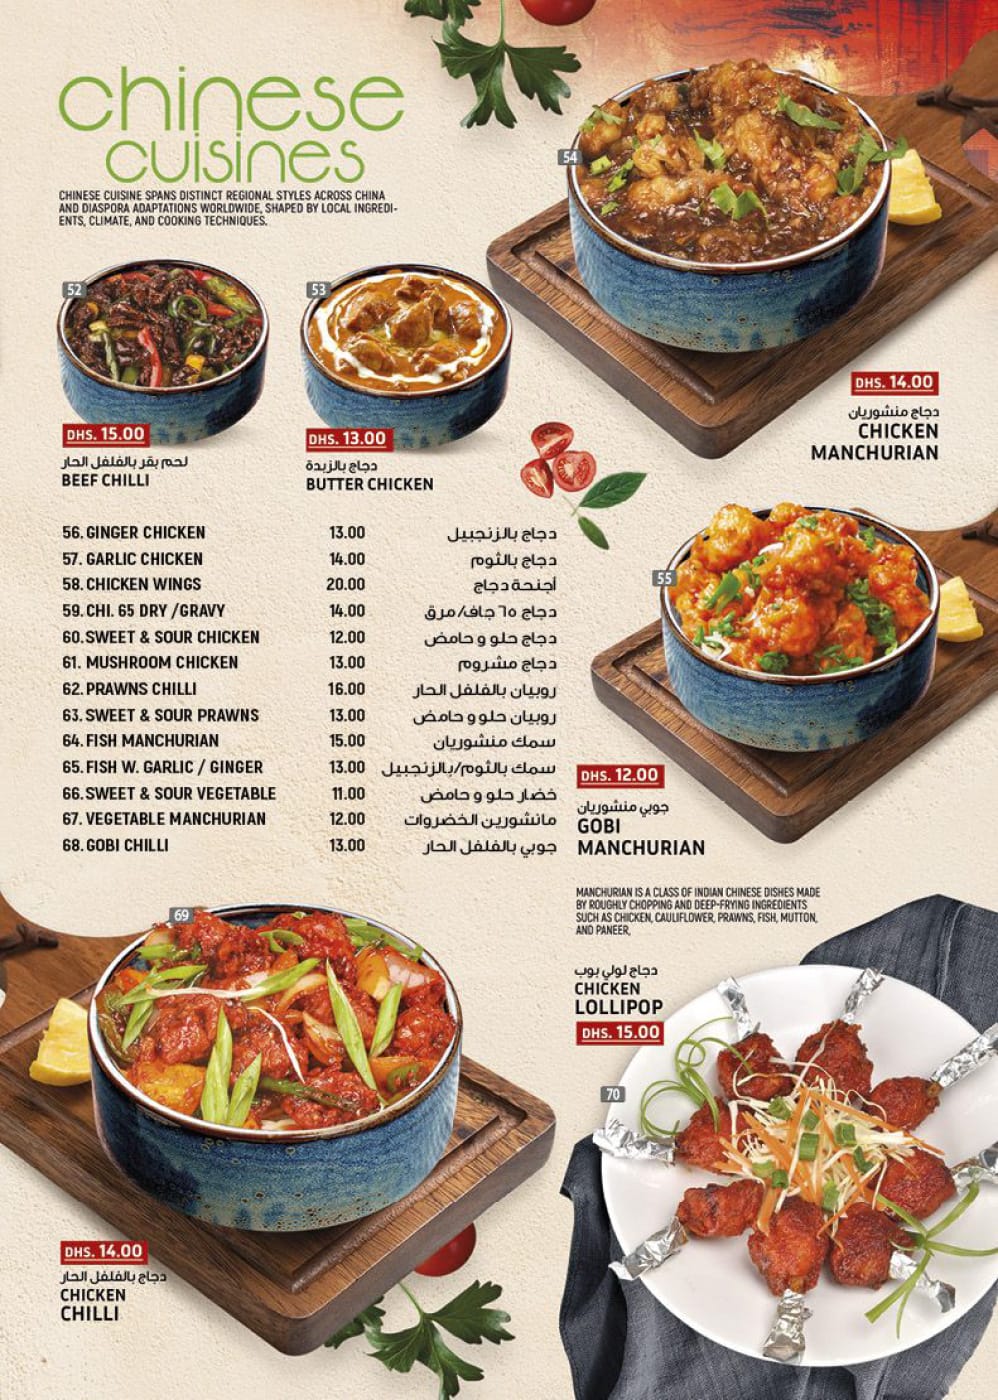 chinese
cuisines
CHINESE CUISINE SPANS DISTINCT REGIONAL STYLES ACROSS CHINA
AND DIASPORA ADAPTATIONS WORLDWIDE, SHAPED BY LOCAL INGREDI-
ENTS, CLIMATE, AND COOKING TECHNIQUES.
54
DHS. 14.00
دجاج منشوريان
CHICKEN
MANCHURIAN
52
DHS. 15.00
لحم بقر بالفلفل الحار
BEEF CHILLI
53
DHS. 13.00
دجاج بالزبدة
BUTTER CHICKEN
56. GINGER CHICKEN 13.00 دجاج بالزنجبيل
57. GARLIC CHICKEN 14.00 دجاج بالثوم
58. CHICKEN WINGS 20.00 أجنحة دجاج
59. CHI. 65 DRY /GRAVY 14.00 دجاج ٦٥ جاف/مرق
60. SWEET & SOUR CHICKEN 12.00 دجاج حلو و حامض
61. MUSHROOM CHICKEN 13.00 دجاج مشروم
62. PRAWNS CHILLI 16.00 روبيان بالفلفل الحار
63. SWEET & SOUR PRAWNS 13.00 روبيان حلو و حامض
64. FISH MANCHURIAN 15.00 سمك منشوريان
65. FISH W. GARLIC / GINGER 13.00 سمك بالثوم/بالزنجبيل
66. SWEET & SOUR VEGETABLE 11.00 خضار حلو و حامض
67. VEGETABLE MANCHURIAN 12.00 مانشورين الخضروات
68. GOBI CHILLI 13.00 جوبي بالفلفل الحار
55
DHS. 12.00
جوبي منشوريان
GOBI
MANCHURIAN
MANCHURIAN IS A CLASS OF INDIAN CHINESE DISHES MADE
BY ROUGHLY CHOPPING AND DEEP-FRYING INGREDIENTS
SUCH AS CHICKEN, CAULIFLOWER, PRAWNS, FISH, MUTTON,
AND PANEER,
69
DHS. 14.00
دجاج بالفلفل الحار
CHICKEN
CHILLI
دجاج لولي بوب
CHICKEN
LOLLIPOP
DHS. 15.00
70